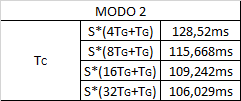 MODO 2
Tc
S*(4TG+TG) 128,52ms
S*(8TG+TG) 115,668ms
S*(16TG+TG) 109,242ms
S*(32TG+TG) 106,029ms